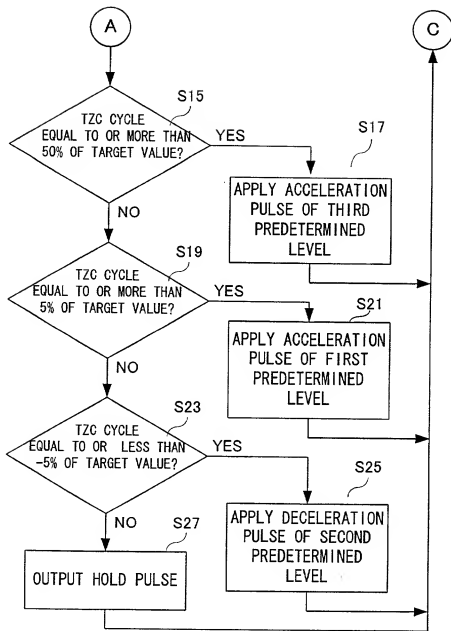 A
C
S15
TZC CYCLE
EQUAL TO OR MORE THAN
50% OF TARGET VALUE?
YES
S17
APPLY ACCELERATION
PULSE OF THIRD
PREDETERMINED
LEVEL
NO
S19
TZC CYCLE
EQUAL TO OR MORE THAN
5% OF TARGET VALUE?
YES
S21
APPLY ACCELERATION
PULSE OF FIRST
PREDETERMINED
LEVEL
NO
S23
TZC CYCLE
EQUAL TO OR LESS THAN
-5% OF TARGET VALUE?
YES
S25
APPLY DECELERATION
PULSE OF SECOND
PREDETERMINED
LEVEL
NO
S27
OUTPUT HOLD PULSE